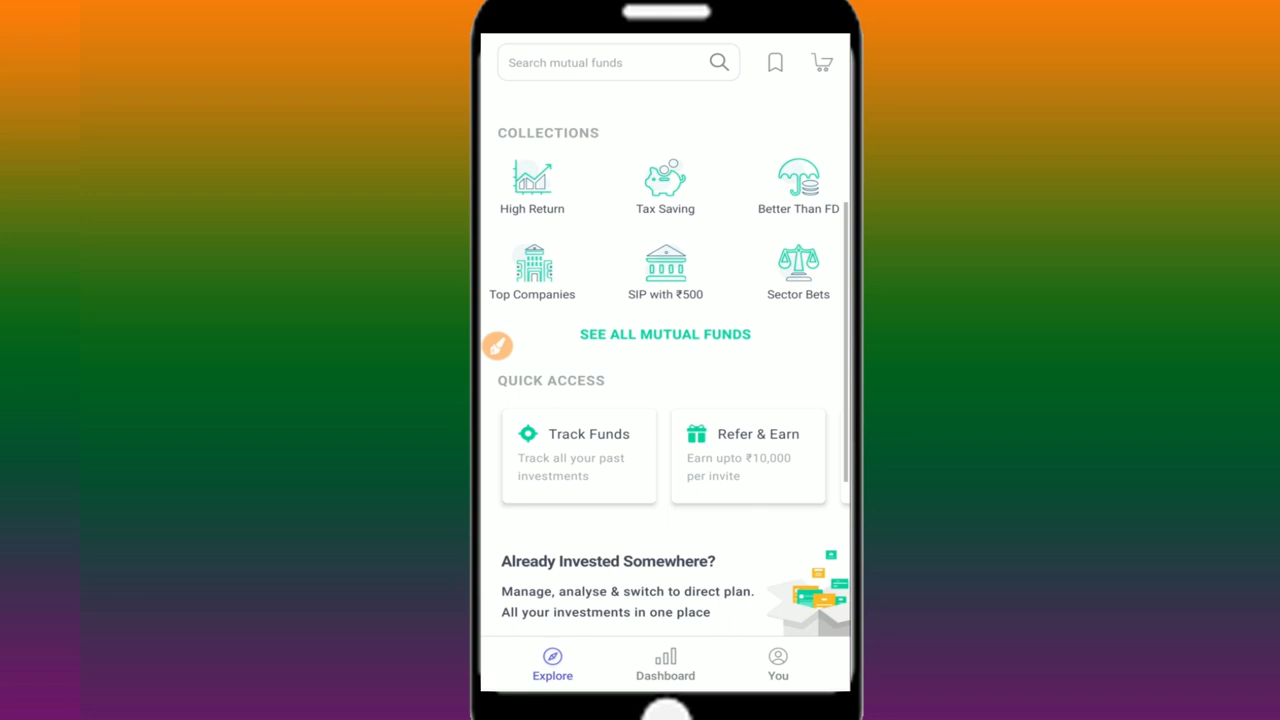 Search mutual funds
COLLECTIONS
High Return
Tax Saving
Better Than FD
Top Companies
SIP with ₹500
Sector Bets
SEE ALL MUTUAL FUNDS
QUICK ACCESS
Track Funds
Track all your past
investments
Refer & Earn
Earn upto ₹10,000
per invite
Already Invested Somewhere?
Manage, analyse & switch to direct plan.
All your investments in one place
Explore
Dashboard
You